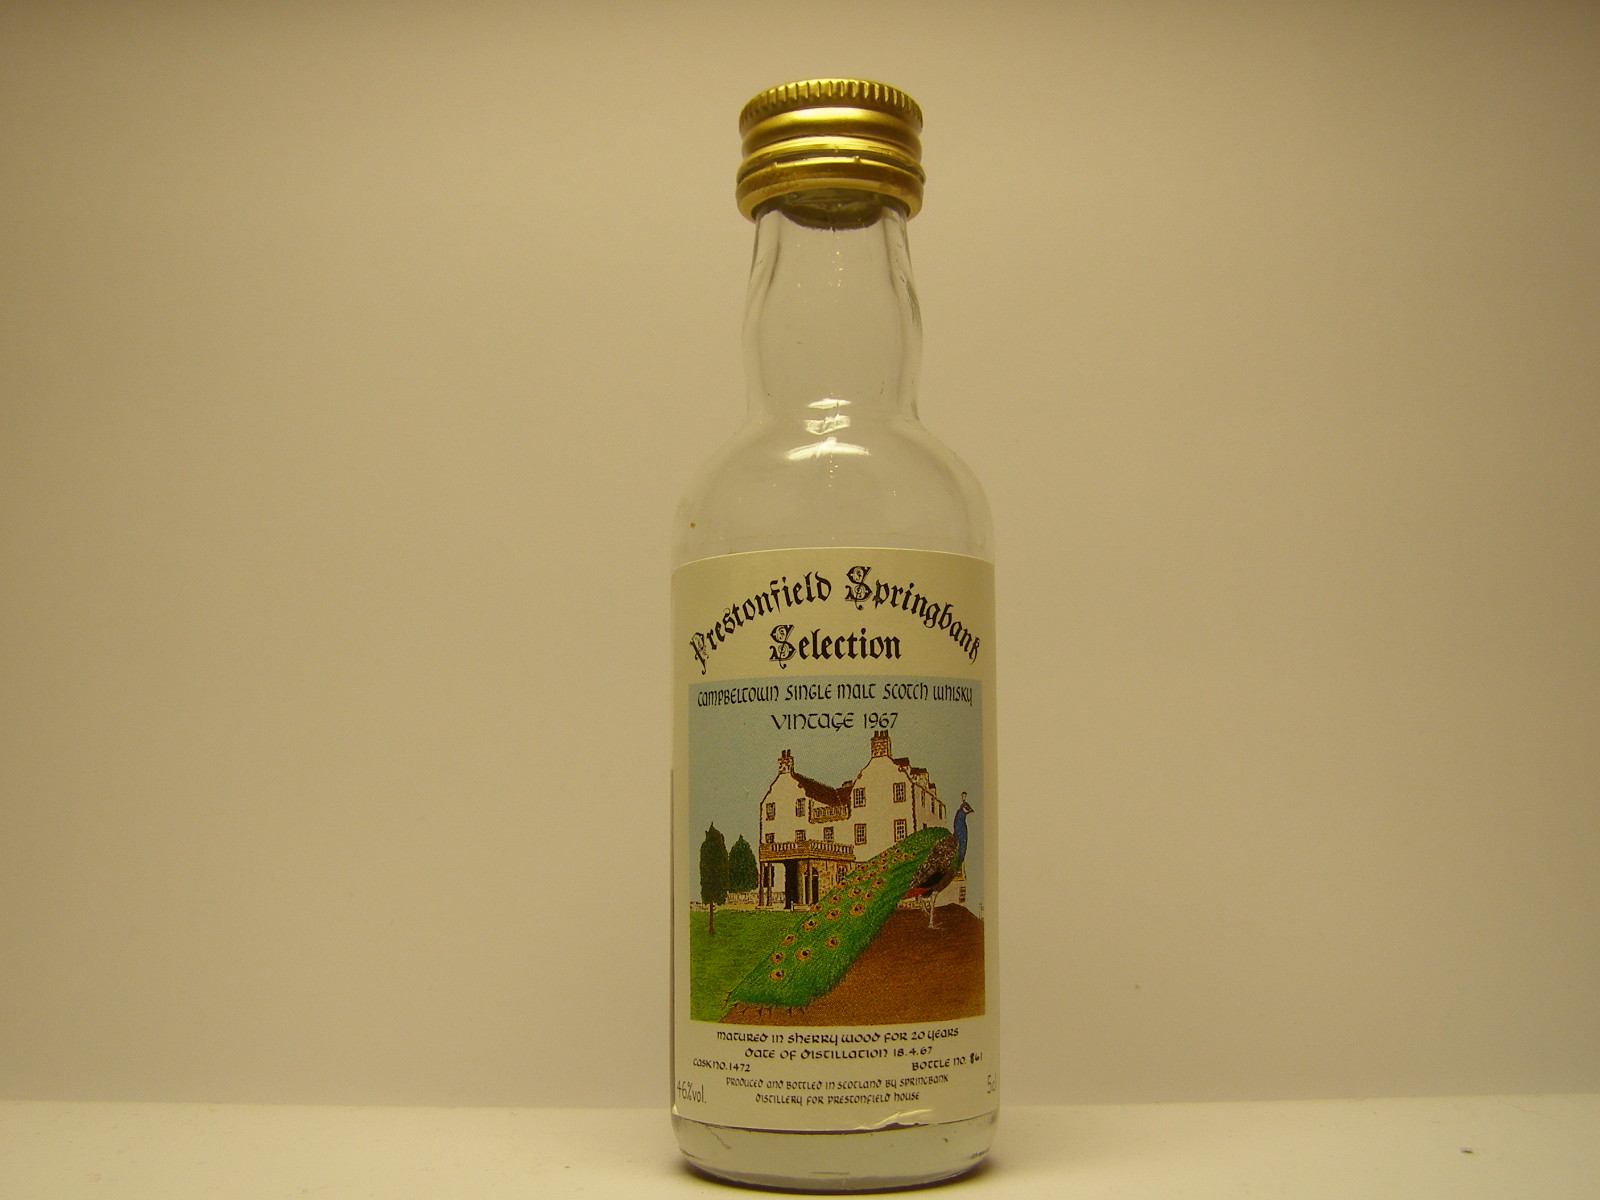 Prestonfield Springbank
Selection
CAMPBELTOWN SINGLE MALT SCOTCH WHISKY
VINTAGE 1967
MATURED IN SHERRY WOOD FOR 20 YEARS
DATE OF DISTILLATION 18.4.67
CASK NO. 1472 BOTTLE NO. 861
PRODUCED AND BOTTLED IN SCOTLAND BY SPRINGBANK
46% vol. 5cl
DISTILLERY FOR PRESTONFIELD HOUSE